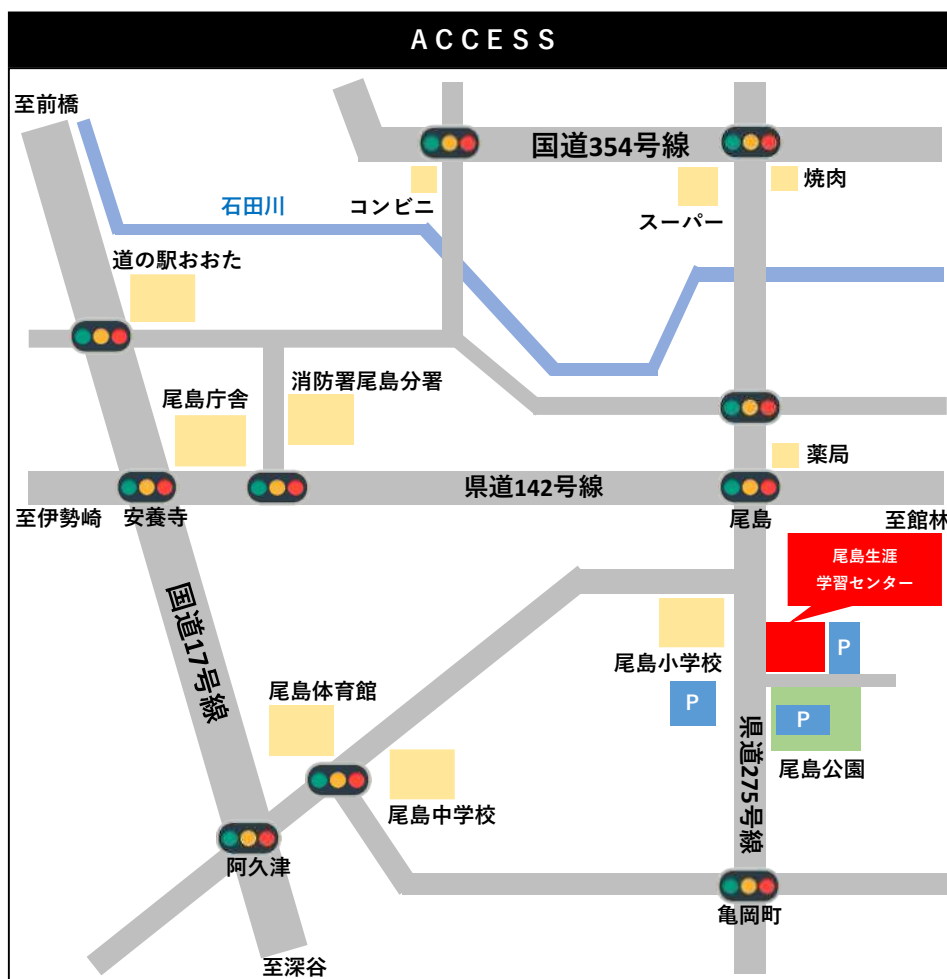 ACCESS
至前橋
国道354号線
石田川
コンビニ
スーパー
焼肉
道の駅おおた
消防署尾島分署
尾島庁舎
薬局
県道142号線
至伊勢崎
安養寺
尾島
至館林
尾島生涯
学習センター
国道17号線
尾島小学校
P
P
尾島体育館
P
県道275号線
尾島公園
尾島中学校
阿久津
亀岡町
至深谷